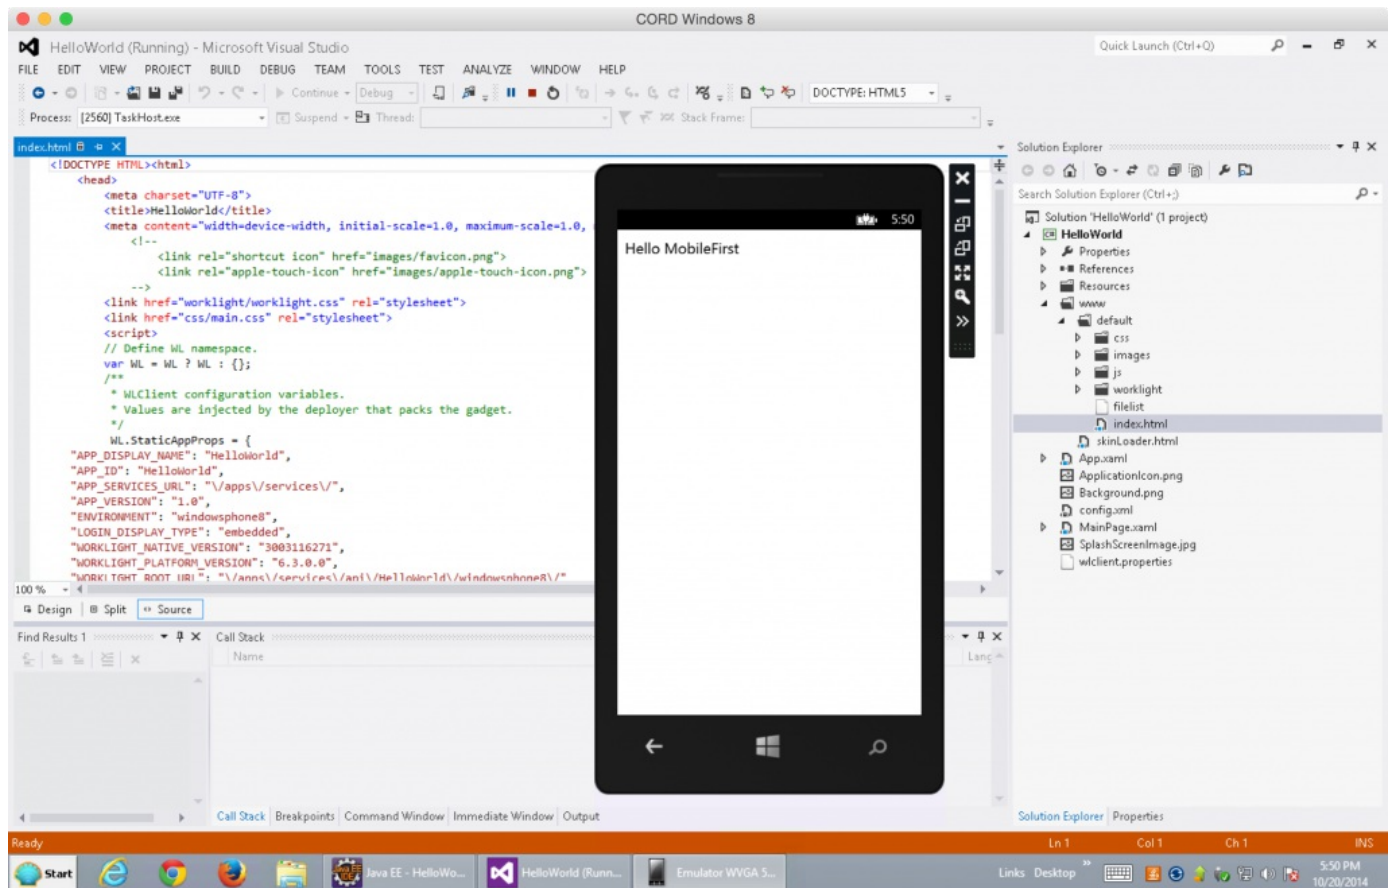 CORD Windows 8
HelloWorld (Running) - Microsoft Visual Studio
Quick Launch (Ctrl+Q)
FILE EDIT VIEW PROJECT BUILD DEBUG TEAM TOOLS TEST ANALYZE WINDOW HELP
Continue Debug DOCTYPE: HTML5
Process: [2560] TaskHost.exe Suspend Thread: Stack Frame:
index.html
<!DOCTYPE HTML><html>
<head>
<meta charset="UTF-8">
<title>HelloWorld</title>
<meta content="width=device-width, initial-scale=1.0, maximum-scale=1.0,
<!--
<link rel="shortcut icon" href="images/favicon.png">
<link rel="apple-touch-icon" href="images/apple-touch-icon.png">
-->
<link href="worklight/worklight.css" rel="stylesheet">
<link href="css/main.css" rel="stylesheet">
<script>
// Define WL namespace.
var WL = WL ? WL : {};
/**
* WLClient configuration variables.
* Values are injected by the deployer that packs the gadget.
*/
WL.StaticAppProps = {
"APP_DISPLAY_NAME": "HelloWorld",
"APP_ID": "HelloWorld",
"APP_SERVICES_URL": "\/apps\/services\/",
"APP_VERSION": "1.0",
"ENVIRONMENT": "windowsphone8",
"LOGIN_DISPLAY_TYPE": "embedded",
"WORKLIGHT_NATIVE_VERSION": "3003116271",
"WORKLIGHT_PLATFORM_VERSION": "6.3.0.0",
"WORKLIGHT_ROOT_URL": "\/apps\/services\/api\/HelloWorld\/windowsphone8\/"
100 %
Design Split Source
5:50
Hello MobileFirst
Solution Explorer
Search Solution Explorer (Ctrl+;)
Solution 'HelloWorld' (1 project)
HelloWorld
Properties
References
Resources
www
default
css
images
js
worklight
filelist
index.html
skinLoader.html
App.xaml
ApplicationIcon.png
Background.png
config.xml
MainPage.xaml
SplashScreenImage.jpg
wlclient.properties
Find Results 1
Call Stack
Name
Lang
Call Stack Breakpoints Command Window Immediate Window Output
Solution Explorer Properties
Ready Ln 1 Col 1 Ch 1 INS
Start Java EE - HelloWo... HelloWorld (Runn... Emulator WVGA 5... Links Desktop
5:50 PM
10/20/2014